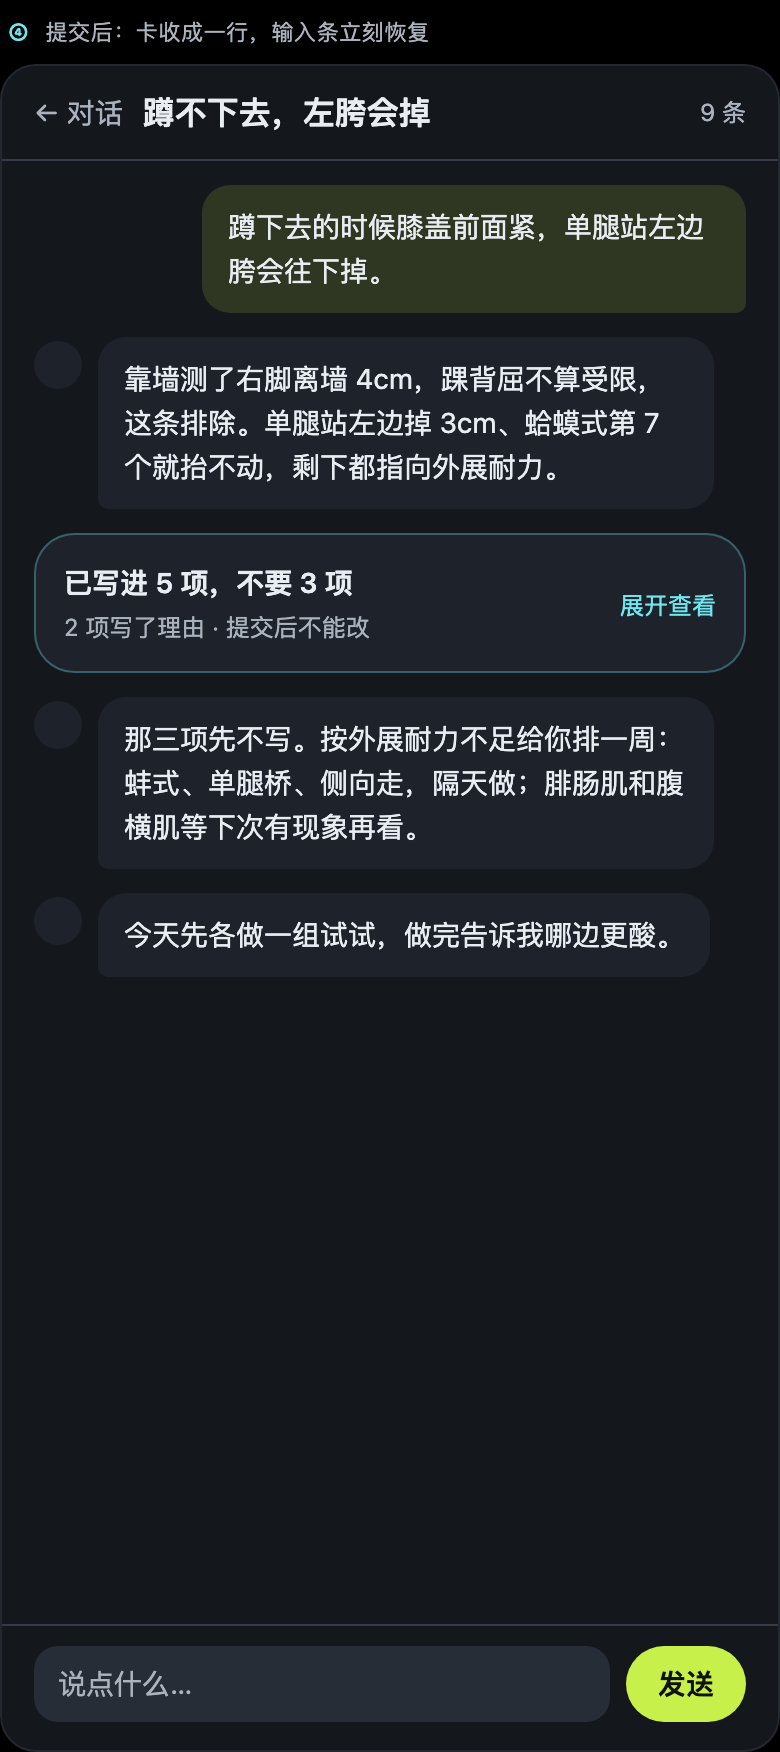 ④ 提交后：卡收成一行，输入条立刻恢复
← 对话 蹲不下去，左胯会掉 9 条
蹲下去的时候膝盖前面紧，单腿站左边
胯会往下掉。
靠墙测了右脚离墙 4cm，踝背屈不算受限，
这条排除。单腿站左边掉 3cm、蛤蟆式第 7
个就抬不动，剩下都指向外展耐力。
已写进 5 项，不要 3 项
2 项写了理由 · 提交后不能改
展开查看
那三项先不写。按外展耐力不足给你排一周：
蚌式、单腿桥、侧向走，隔天做；腓肠肌和腹
横肌等下次有现象再看。
今天先各做一组试试，做完告诉我哪边更酸。
说点什么…
发送